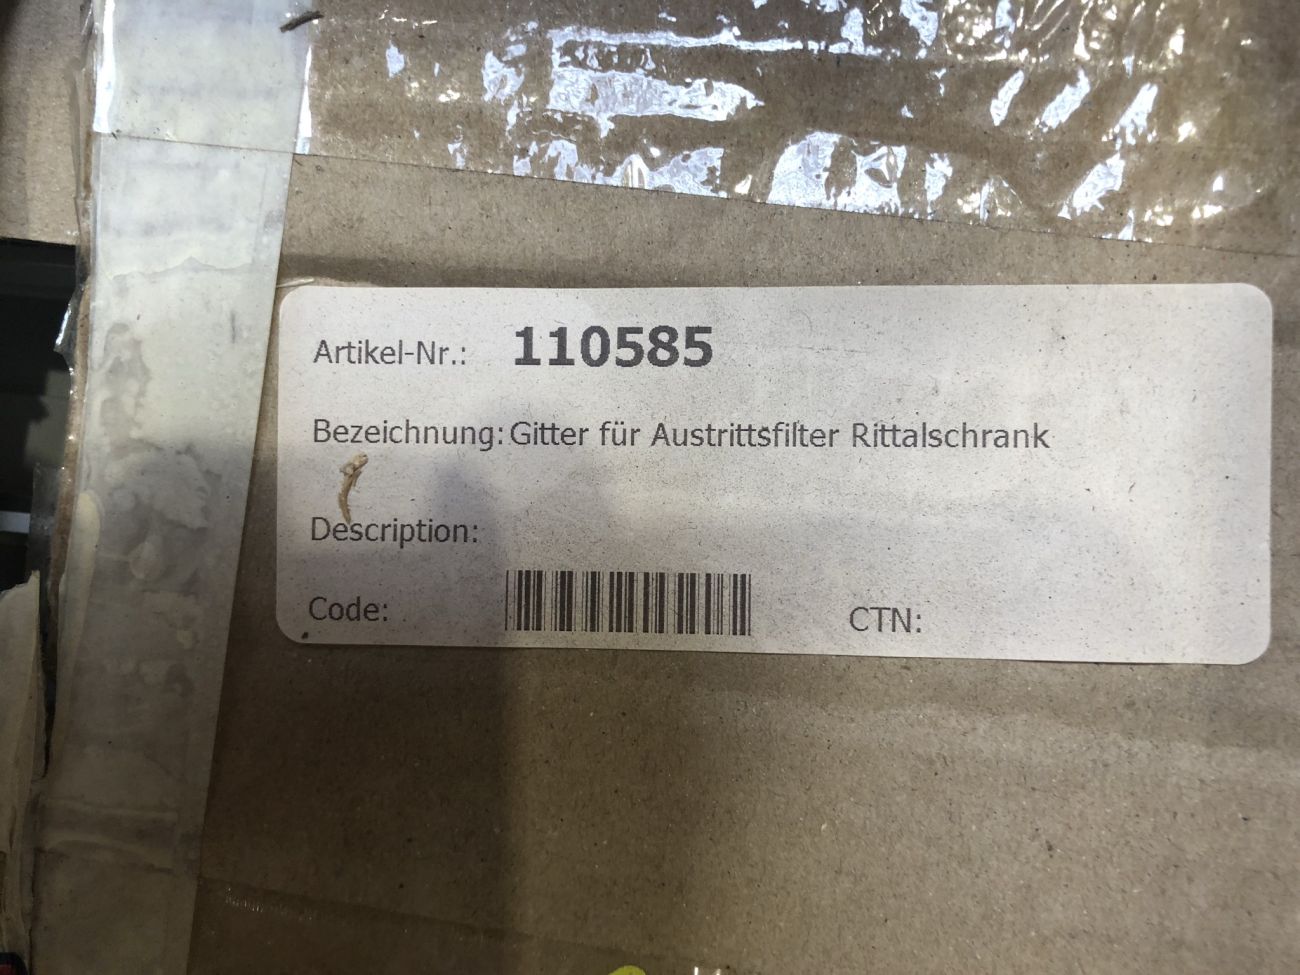 Artikel-Nr.: 110585
Bezeichnung: Gitter für Austrittsfilter Rittalschrank
Description:
Code:
CTN: